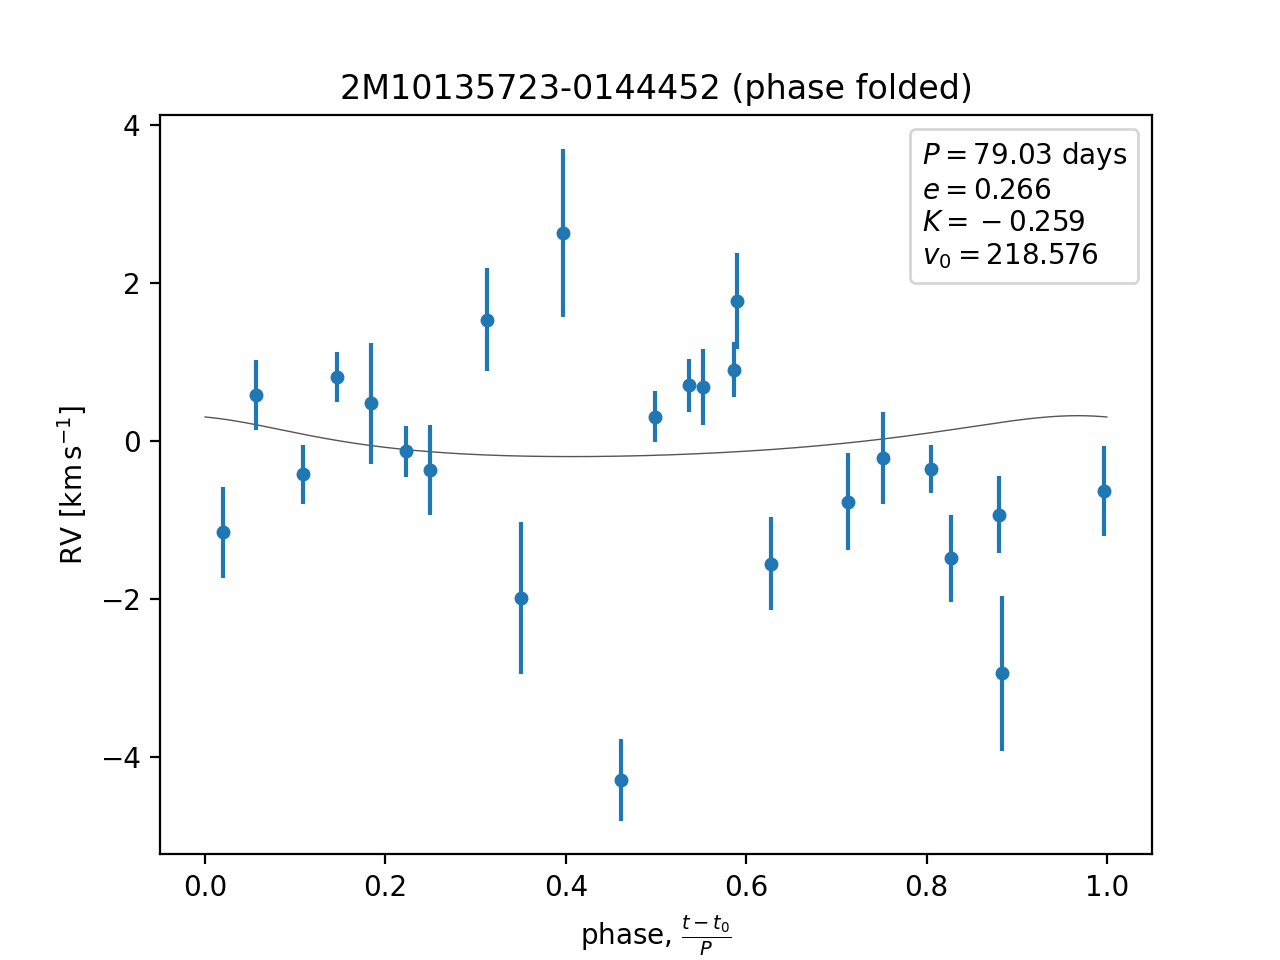 2M10135723-0144452 (phase folded)
P = 79.03 days
e = 0.266
K = −0.259
v₀ = 218.576
4
2
0
−2
−4
RV [km s⁻¹]
0.0 0.2 0.4 0.6 0.8 1.0
phase, (t − t₀)/P